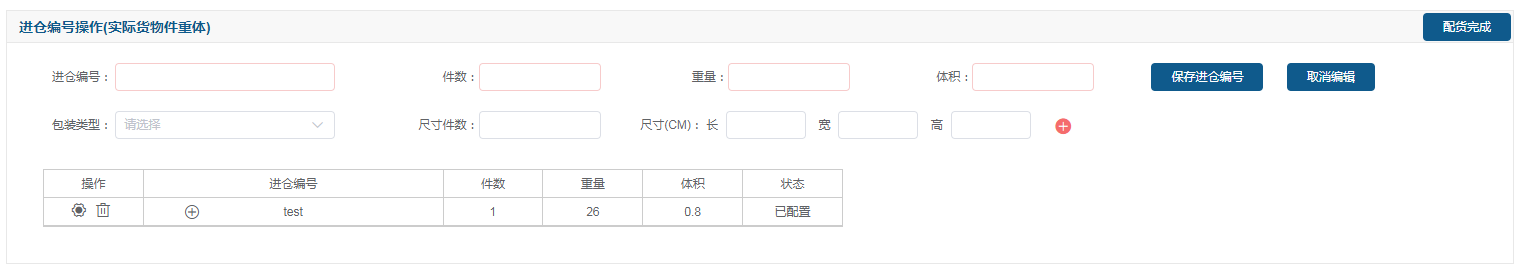 进仓编号操作(实际货物件重体) 配货完成
进仓编号： 件数： 重量： 体积： 保存进仓编号 取消编辑
包装类型： 请选择 尺寸件数： 尺寸(CM)： 长 宽 高
操作 进仓编号 件数 重量 体积 状态
test 1 26 0.8 已配置